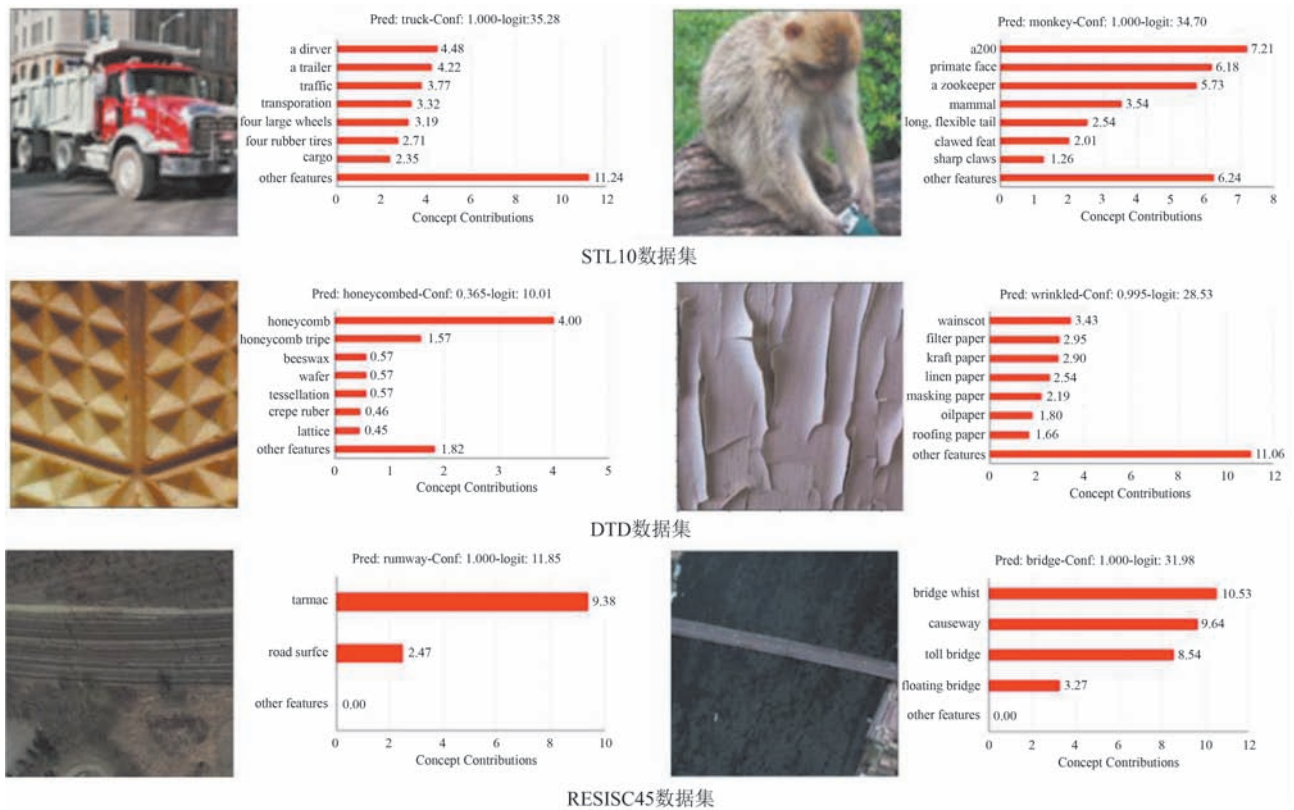 Pred: truck-Conf: 1.000-logit:35.28
a dirver 4.48
a trailer 4.22
traffic 3.77
transporation 3.32
four large wheels 3.19
four rubber tires 2.71
cargo 2.35
other features 11.24
0 2 4 6 8 10 12
Concept Contributions
Pred: monkey-Conf: 1.000-logit: 34.70
a200 7.21
primate face 6.18
a zookeeper 5.73
mammal 3.54
long, flexible tail 2.54
clawed feat 2.01
sharp claws 1.26
other features 6.24
0 1 2 3 4 5 6 7 8
Concept Contributions
STL10数据集
Pred: honeycombed-Conf: 0.365-logit: 10.01
honeycomb 4.00
honeycomb tripe 1.57
beeswax 0.57
wafer 0.57
tessellation 0.57
crepe ruber 0.46
lattice 0.45
other features 1.82
0 1 2 3 4 5
Concept Contributions
Pred: wrinkled-Conf: 0.995-logit: 28.53
wainscot 3.43
filter paper 2.95
kraft paper 2.90
linen paper 2.54
masking paper 2.19
oilpaper 1.80
roofing paper 1.66
other features 11.06
0 2 4 6 8 10 12
Concept Contributions
DTD数据集
Pred: rumway-Conf: 1.000-logit: 11.85
tarmac 9.38
road surfce 2.47
other features 0.00
0 2 4 6 8 10
Concept Contributions
Pred: bridge-Conf: 1.000-logit: 31.98
bridge whist 10.53
causeway 9.64
toll bridge 8.54
floating bridge 3.27
other features 0.00
0 2 4 6 8 10 12
Concept Contributions
RESISC45数据集